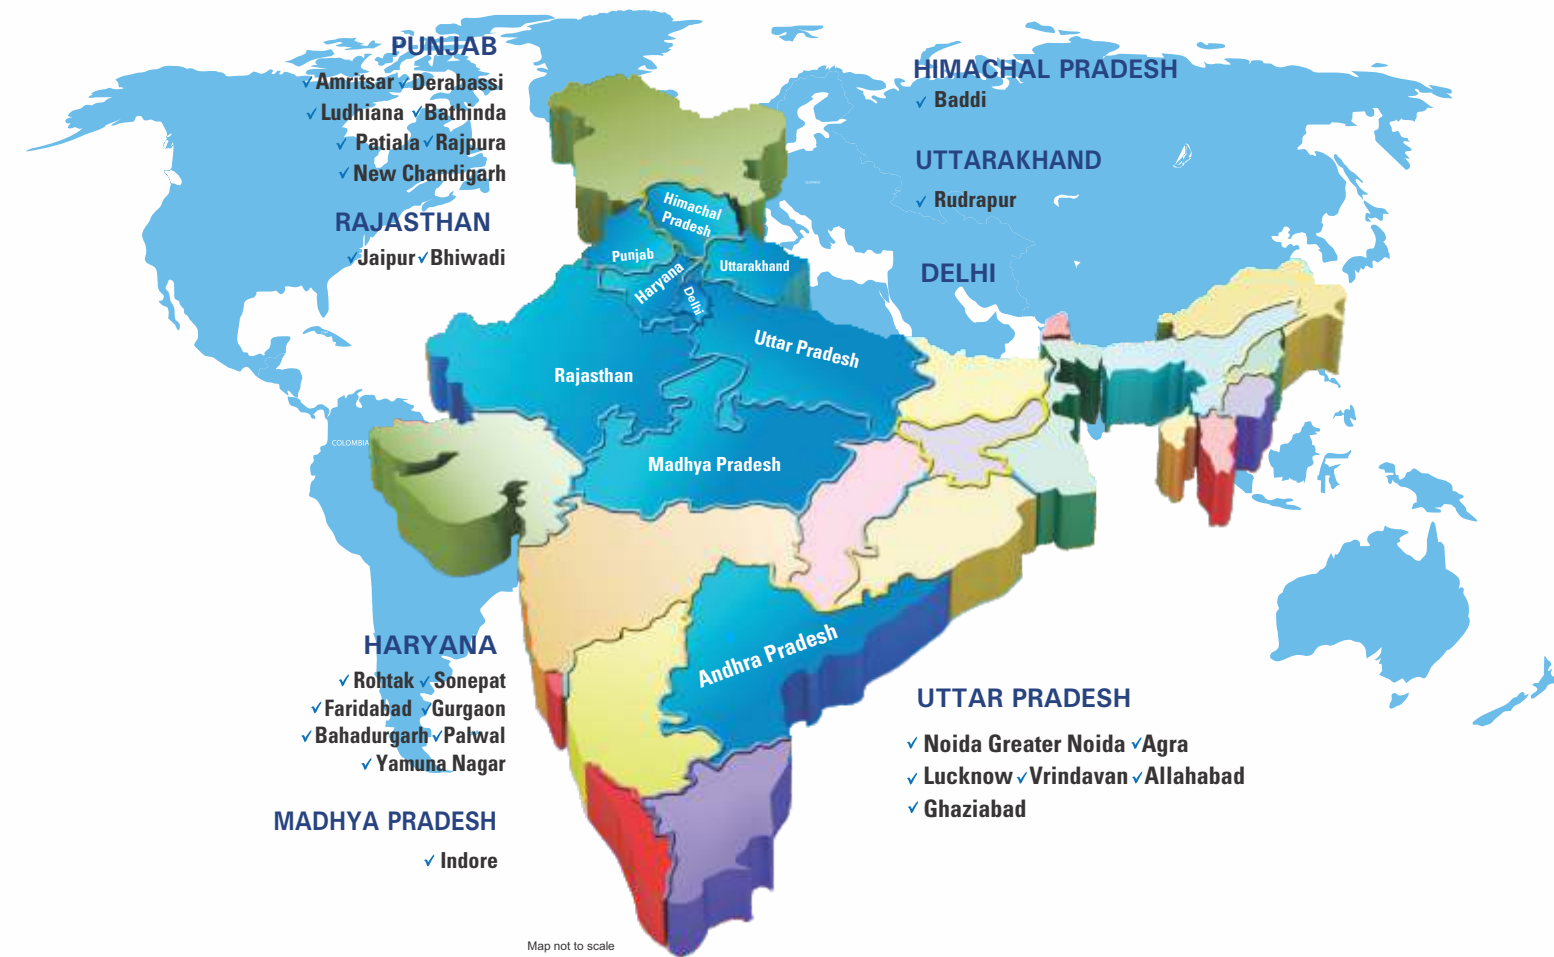 PUNJAB
Amritsar Derabassi
Ludhiana Bathinda
Patiala Rajpura
New Chandigarh
RAJASTHAN
Jaipur Bhiwadi
HIMACHAL PRADESH
Baddi
UTTARAKHAND
Rudrapur
DELHI
Himachal
Pradesh
Punjab
Uttarakhand
Haryana
Delhi
Uttar Pradesh
Rajasthan
Madhya Pradesh
COLOMBIA
Andhra Pradesh
HARYANA
Rohtak Sonepat
Faridabad Gurgaon
Bahadurgarh Palwal
Yamuna Nagar
MADHYA PRADESH
Indore
UTTAR PRADESH
Noida Greater Noida Agra
Lucknow Vrindavan Allahabad
Ghaziabad
Map not to scale